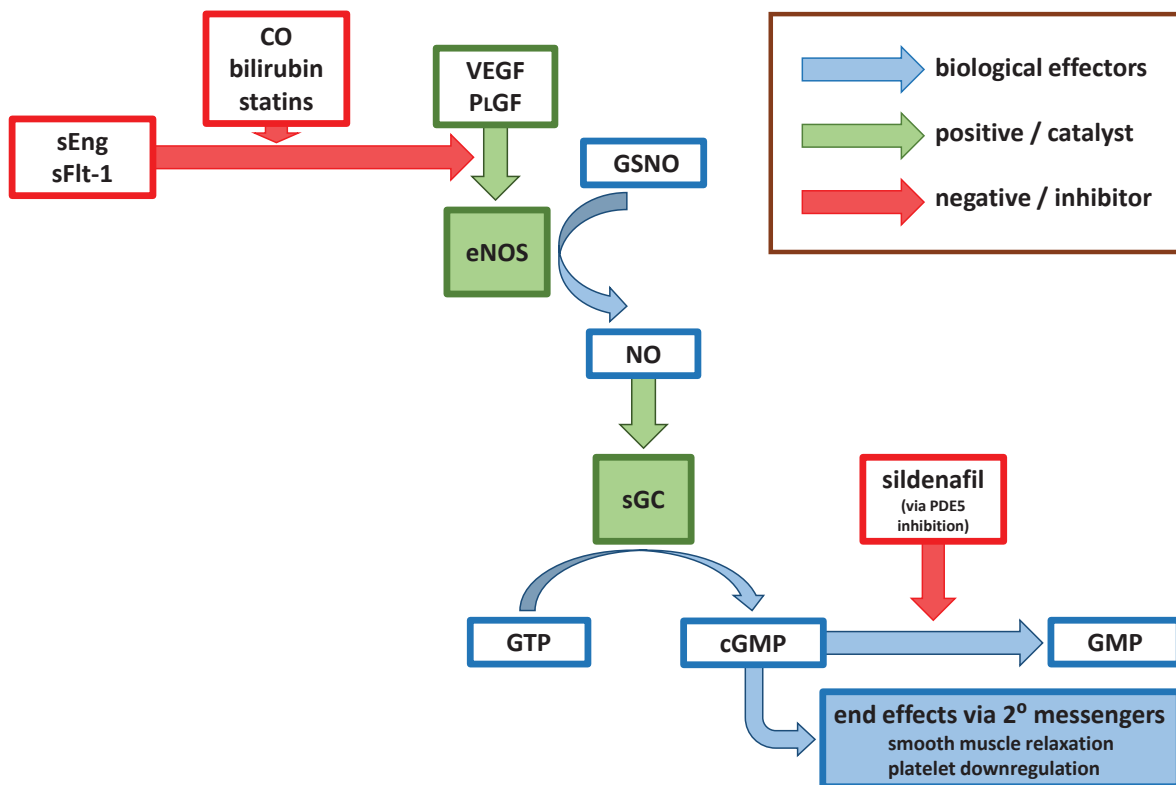 CO
bilirubin
statins
VEGF
PLGF
sEng
sFlt-1
GSNO
eNOS
NO
sGC
sildenafil
(via PDE5
inhibition)
GTP
cGMP
GMP
end effects via 2º messengers
smooth muscle relaxation
platelet downregulation
biological effectors
positive / catalyst
negative / inhibitor